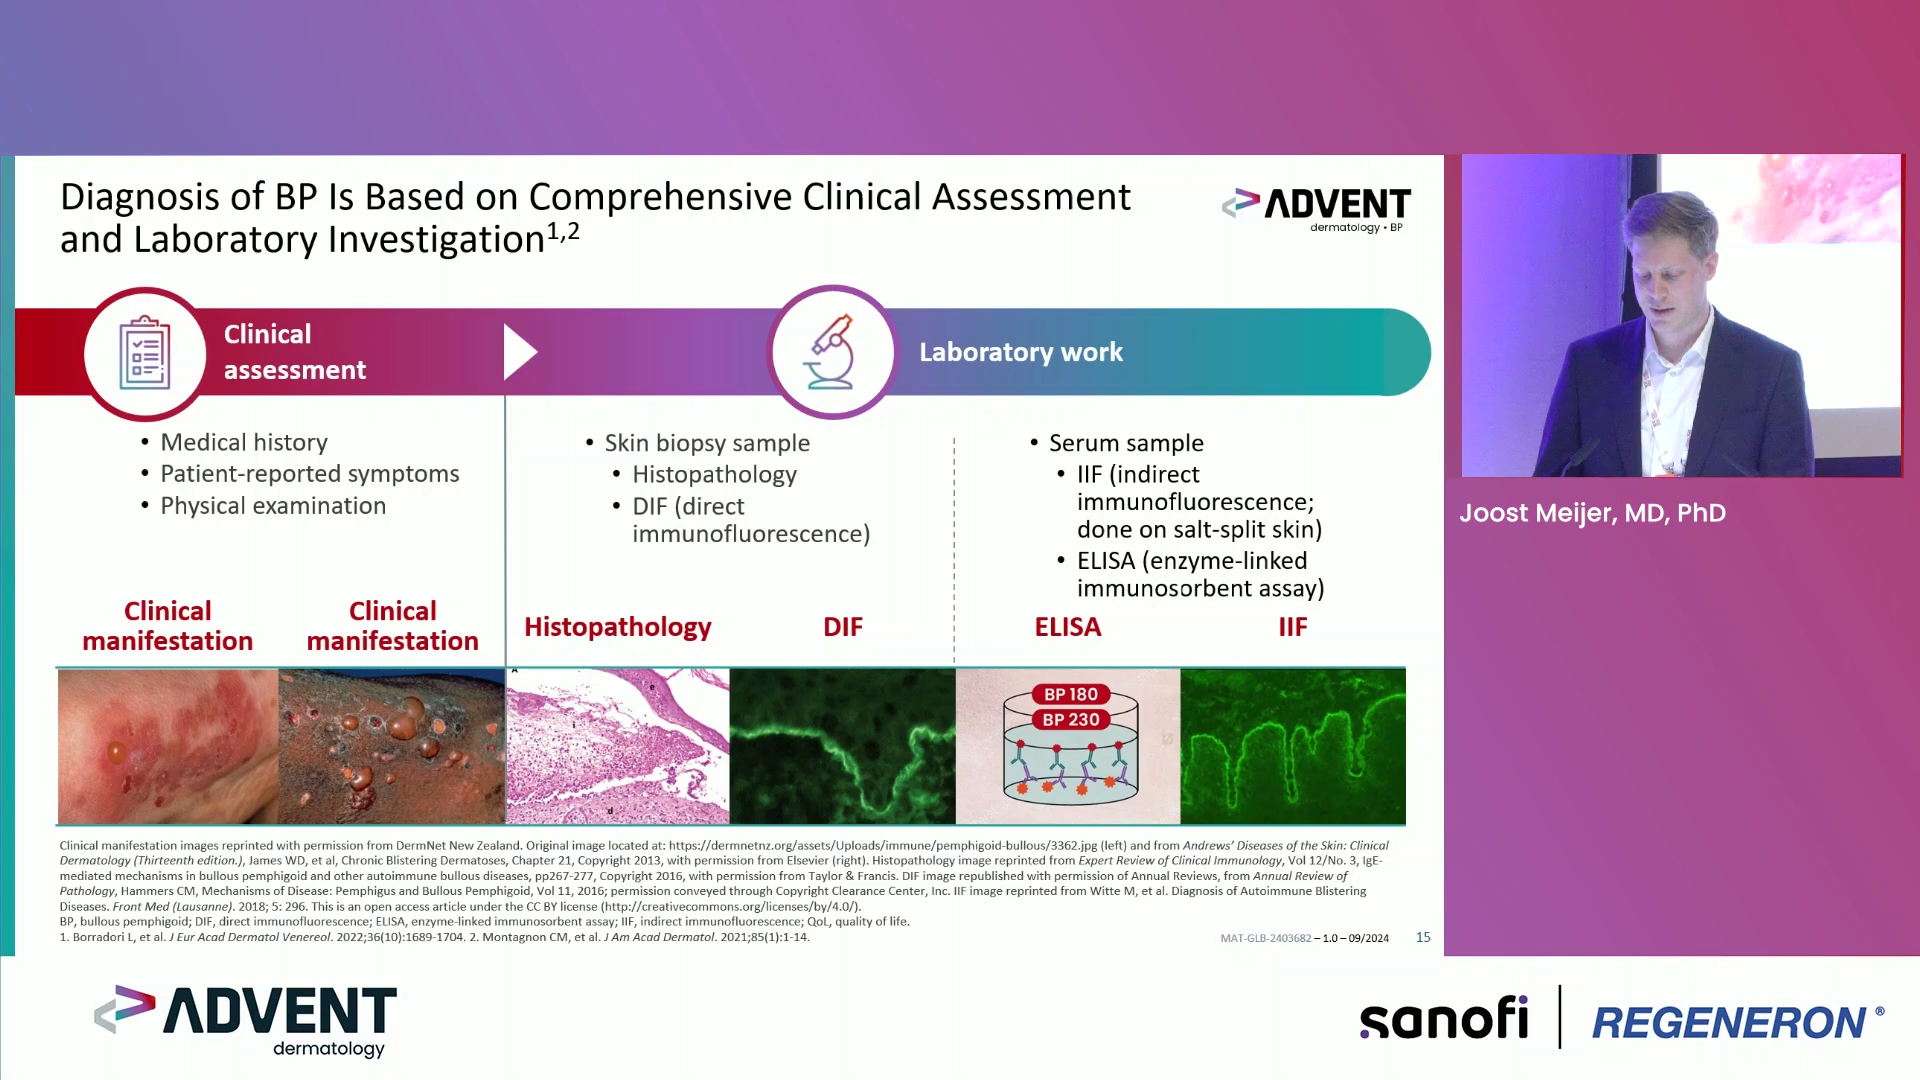 Diagnosis of BP Is Based on Comprehensive Clinical Assessment
and Laboratory Investigation1,2
ADVENT
dermatology • BP
Clinical
assessment
Laboratory work
• Medical history
• Patient-reported symptoms
• Physical examination
• Skin biopsy sample
• Histopathology
• DIF (direct
immunofluorescence)
• Serum sample
• IIF (indirect
immunofluorescence;
done on salt-split skin)
• ELISA (enzyme-linked
immunosorbent assay)
Clinical
manifestation
Clinical
manifestation
Histopathology
DIF
ELISA
IIF
BP 180
BP 230
Clinical manifestation images reprinted with permission from DermNet New Zealand. Original image located at: https://dermnetnz.org/assets/Uploads/immune/pemphigoid-bullous/3362.jpg (left) and from Andrews' Diseases of the Skin: Clinical
Dermatology (Thirteenth edition.), James WD, et al, Chronic Blistering Dermatoses, Chapter 21, Copyright 2013, with permission from Elsevier (right). Histopathology image reprinted from Expert Review of Clinical Immunology, Vol 12/No. 3, IgE-
mediated mechanisms in bullous pemphigoid and other autoimmune bullous diseases, pp267-277, Copyright 2016, with permission from Taylor & Francis. DIF image republished with permission of Annual Reviews, from Annual Review of
Pathology, Hammers CM, Mechanisms of Disease: Pemphigus and Bullous Pemphigoid, Vol 11, 2016; permission conveyed through Copyright Clearance Center, Inc. IIF image reprinted from Witte M, et al. Diagnosis of Autoimmune Blistering
Diseases. Front Med (Lausanne). 2018; 5: 296. This is an open access article under the CC BY license (http://creativecommons.org/licenses/by/4.0/).
BP, bullous pemphigoid; DIF, direct immunofluorescence; ELISA, enzyme-linked immunosorbent assay; IIF, indirect immunofluorescence; QoL, quality of life.
1. Borradori L, et al. J Eur Acad Dermatol Venereol. 2022;36(10):1689-1704. 2. Montagnon CM, et al. J Am Acad Dermatol. 2021;85(1):1-14.
MAT-GLB-2403682 – 1.0 – 09/2024
15
Joost Meijer, MD, PhD
ADVENT
dermatology
sanofi
REGENERON®